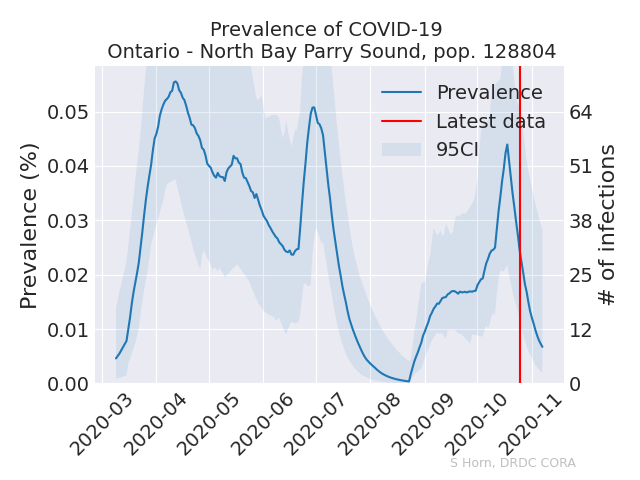 Prevalence of COVID-19
Ontario - North Bay Parry Sound, pop. 128804
Prevalence (%)
0.05
0.04
0.03
0.02
0.01
0.00
Prevalence
Latest data
95CI
64
51
38
25
12
0
# of infections
2020-03
2020-04
2020-05
2020-06
2020-07
2020-08
2020-09
2020-10
2020-11
S Horn, DRDC CORA